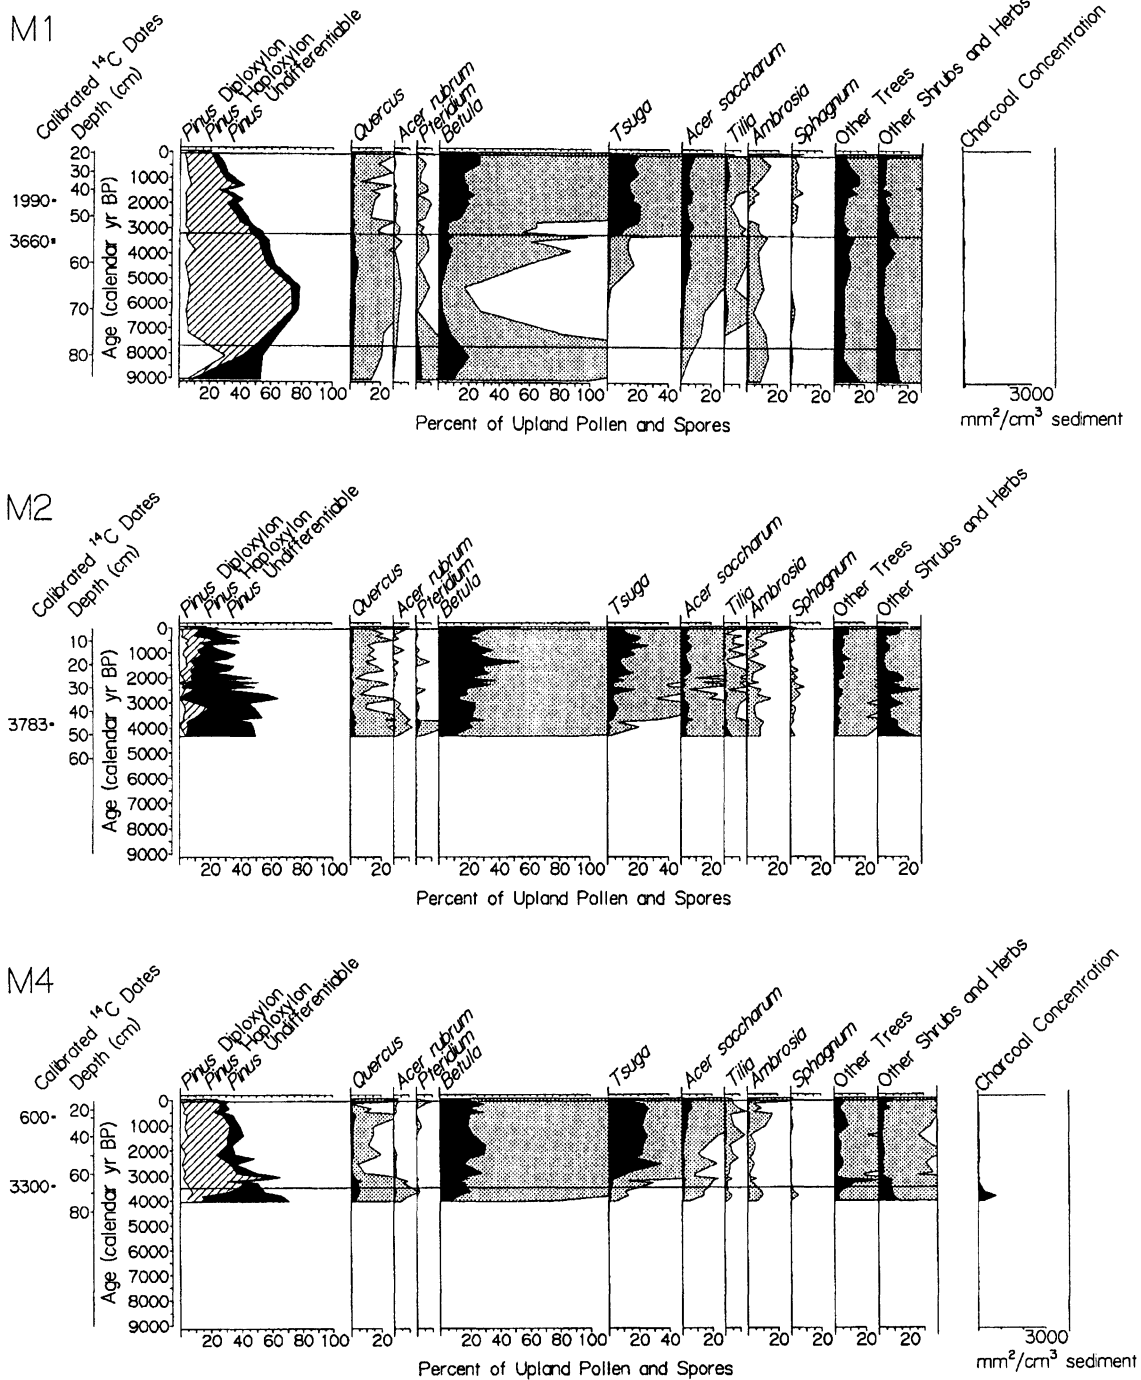 M1
Calibrated ¹⁴C Dates
Depth (cm)
Pinus Diploxylon
Pinus Haploxylon
Pinus Undifferentiable
Quercus
Acer rubrum
Pteridium
Betula
Tsuga
Acer saccharum
Tilia
Ambrosia
Sphagnum
Other Trees
Other Shrubs and Herbs
Charcoal Concentration
1990
3660
20
30
40
50
60
70
80
Age (calendar yr BP)
0
1000
2000
3000
4000
5000
6000
7000
8000
9000
20 40 60 80 100 20 20 40 60 80 100 20 40 20 20 20 20 20
3000
Percent of Upland Pollen and Spores
mm²/cm³ sediment
M2
Calibrated ¹⁴C Dates
Depth (cm)
Pinus Diploxylon
Pinus Haploxylon
Pinus Undifferentiable
Quercus
Acer rubrum
Pteridium
Betula
Tsuga
Acer saccharum
Tilia
Ambrosia
Sphagnum
Other Trees
Other Shrubs and Herbs
3783
10
20
30
40
50
60
Age (calendar yr BP)
0
1000
2000
3000
4000
5000
6000
7000
8000
9000
20 40 60 80 100 20 20 40 60 80 100 20 40 20 20 20 20 20
Percent of Upland Pollen and Spores
M4
Calibrated ¹⁴C Dates
Depth (cm)
Pinus Diploxylon
Pinus Haploxylon
Pinus Undifferentiable
Quercus
Acer rubrum
Pteridium
Betula
Tsuga
Acer saccharum
Tilia
Ambrosia
Sphagnum
Other Trees
Other Shrubs and Herbs
Charcoal Concentration
600
3300
20
40
60
80
Age (calendar yr BP)
0
1000
2000
3000
4000
5000
6000
7000
8000
9000
20 40 60 80 100 20 20 40 60 80 100 20 40 20 20 20 20 20
3000
Percent of Upland Pollen and Spores
mm²/cm³ sediment